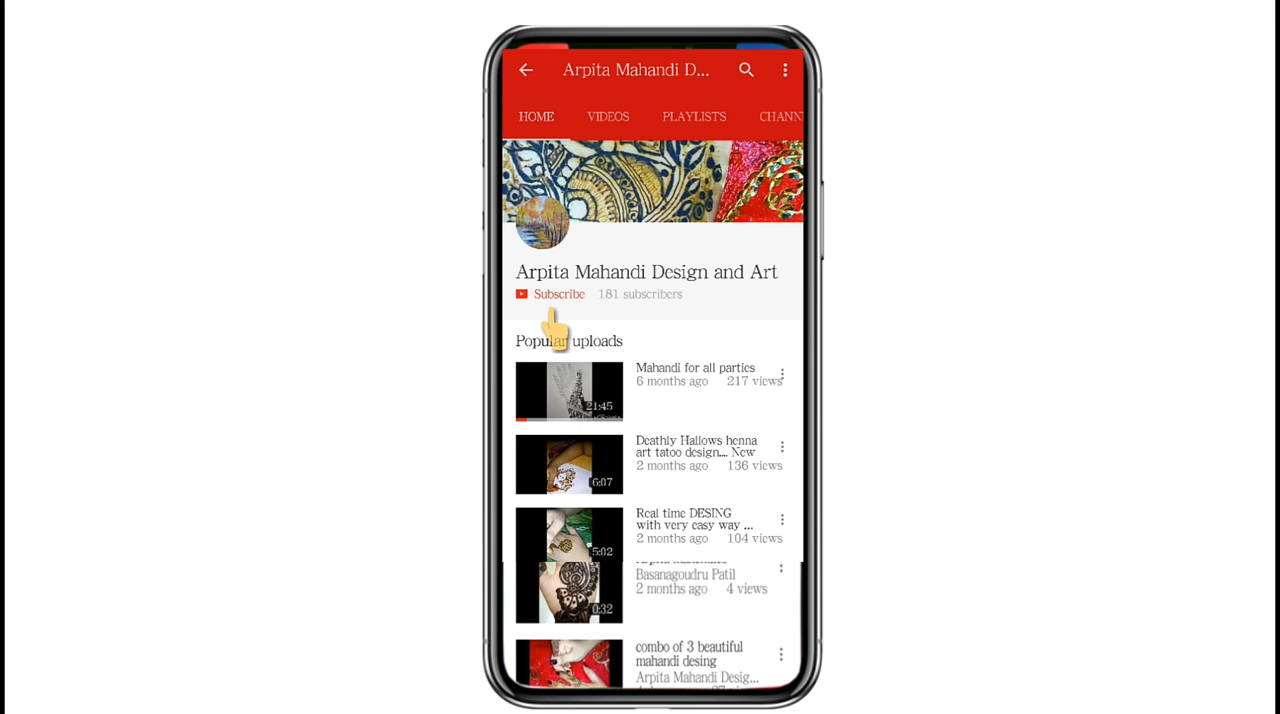 Arpita Mahandi D...
HOME VIDEOS PLAYLISTS CHANN
Arpita Mahandi Design and Art
Subscribe 181 subscribers
Popular uploads
Mahandi for all partics
6 months ago 217 views
21:45
Deathly Hallows henna
art tatoo design.... New
2 months ago 136 views
6:07
Real time DESING
with very easy way ...
2 months ago 104 views
5:02
Basanagoudru Patil
2 months ago 4 views
0:32
combo of 3 beautiful
mahandi desing
Arpita Mahandi Desig...